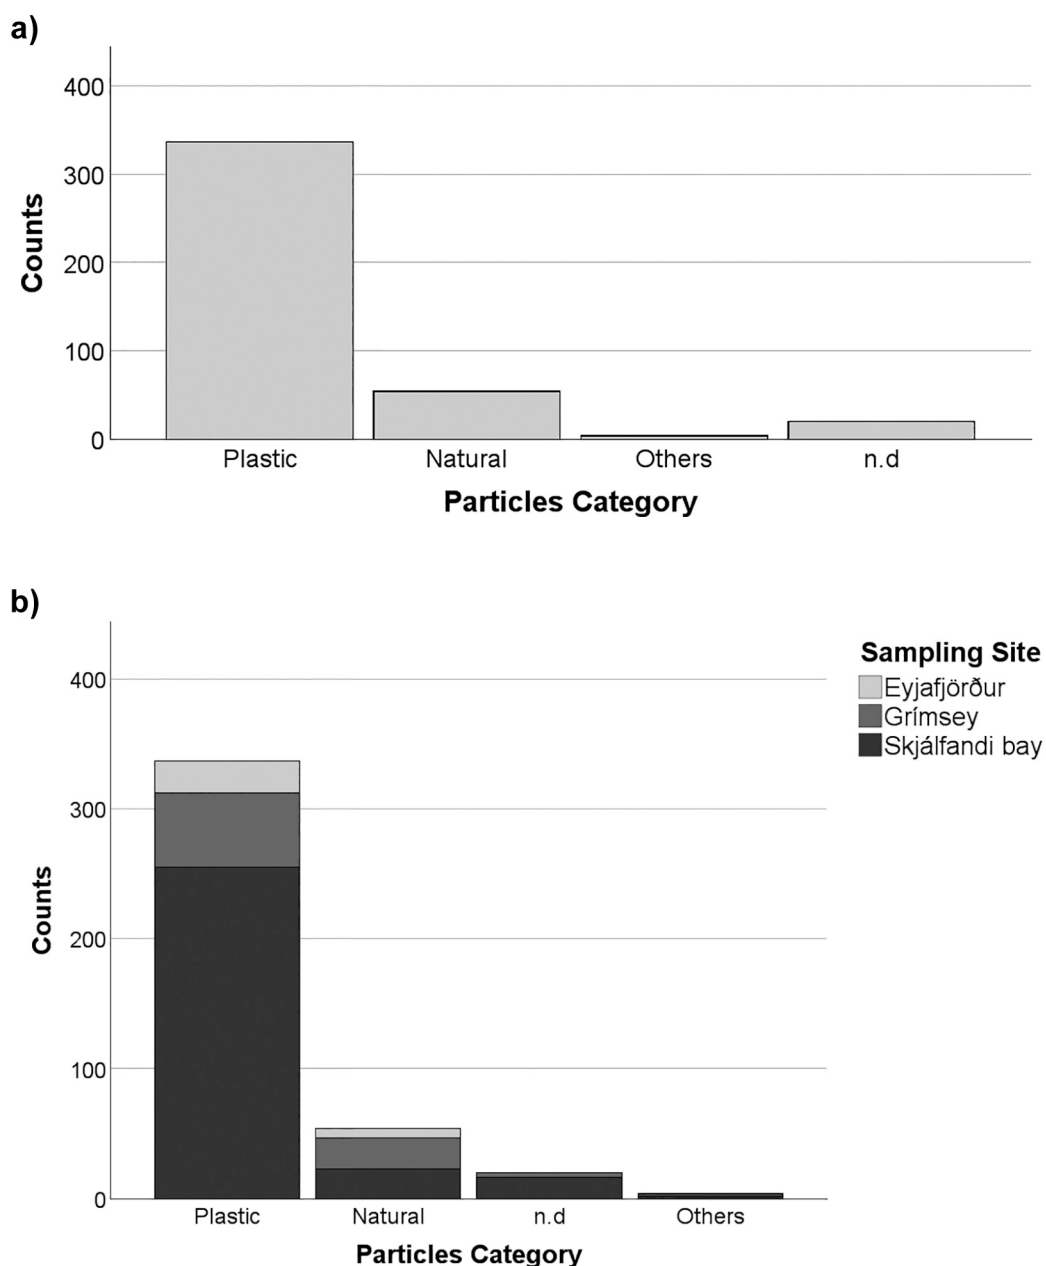 a)
400
300
200
100
0
Counts
Plastic Natural Others n.d
Particles Category
b)
400
300
200
100
0
Counts
Plastic Natural n.d Others
Particles Category
Sampling Site
Eyjafjörður
Grímsey
Skjálfandi bay